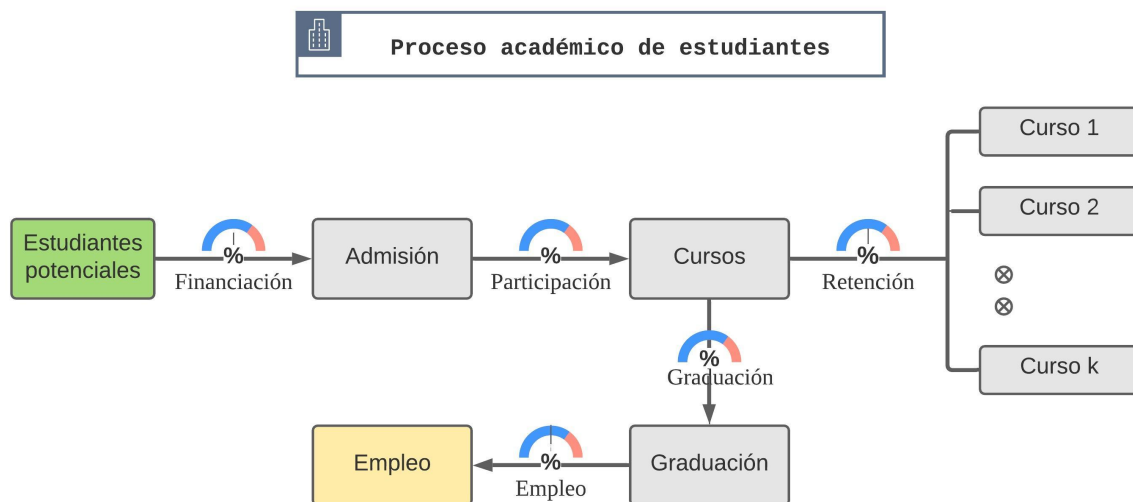 Proceso académico de estudiantes
Curso 1
Curso 2
Estudiantes
potenciales
%
Financiación
Admisión
%
Participación
Cursos
%
Retención
%
Graduación
Curso k
Empleo
%
Empleo
Graduación